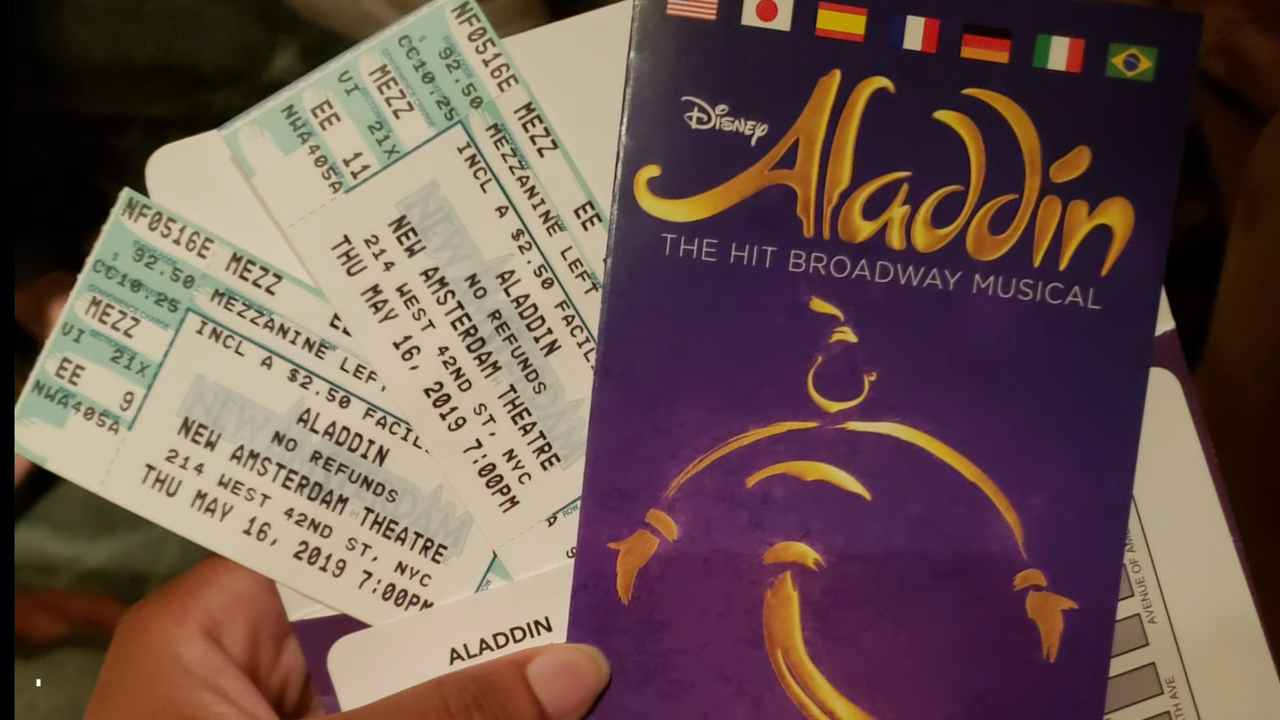 NF0516E MEZZ EE
$ 92.50 MEZZANINE LEFT
CC10.25 INCL A $2.50 FACIL
MEZZ
VI 21X
EE 11
NWA405A
ALADDIN
NO REFUNDS
NEW AMSTERDAM THEATRE
214 WEST 42ND ST, NYC
THU MAY 16, 2019 7:00PM
NF0516E MEZZ
$ 92.50 MEZZANINE LEFT
CC10.25 INCL A $2.50 FACIL
MEZZ
VI 21X
EE 9
NWA405A
ALADDIN
NO REFUNDS
NEW AMSTERDAM THEATRE
214 WEST 42ND ST, NYC
THU MAY 16, 2019 7:00PM
ALADDIN
Disney
Aladdin
THE HIT BROADWAY MUSICAL
AVENUE OF
AVE